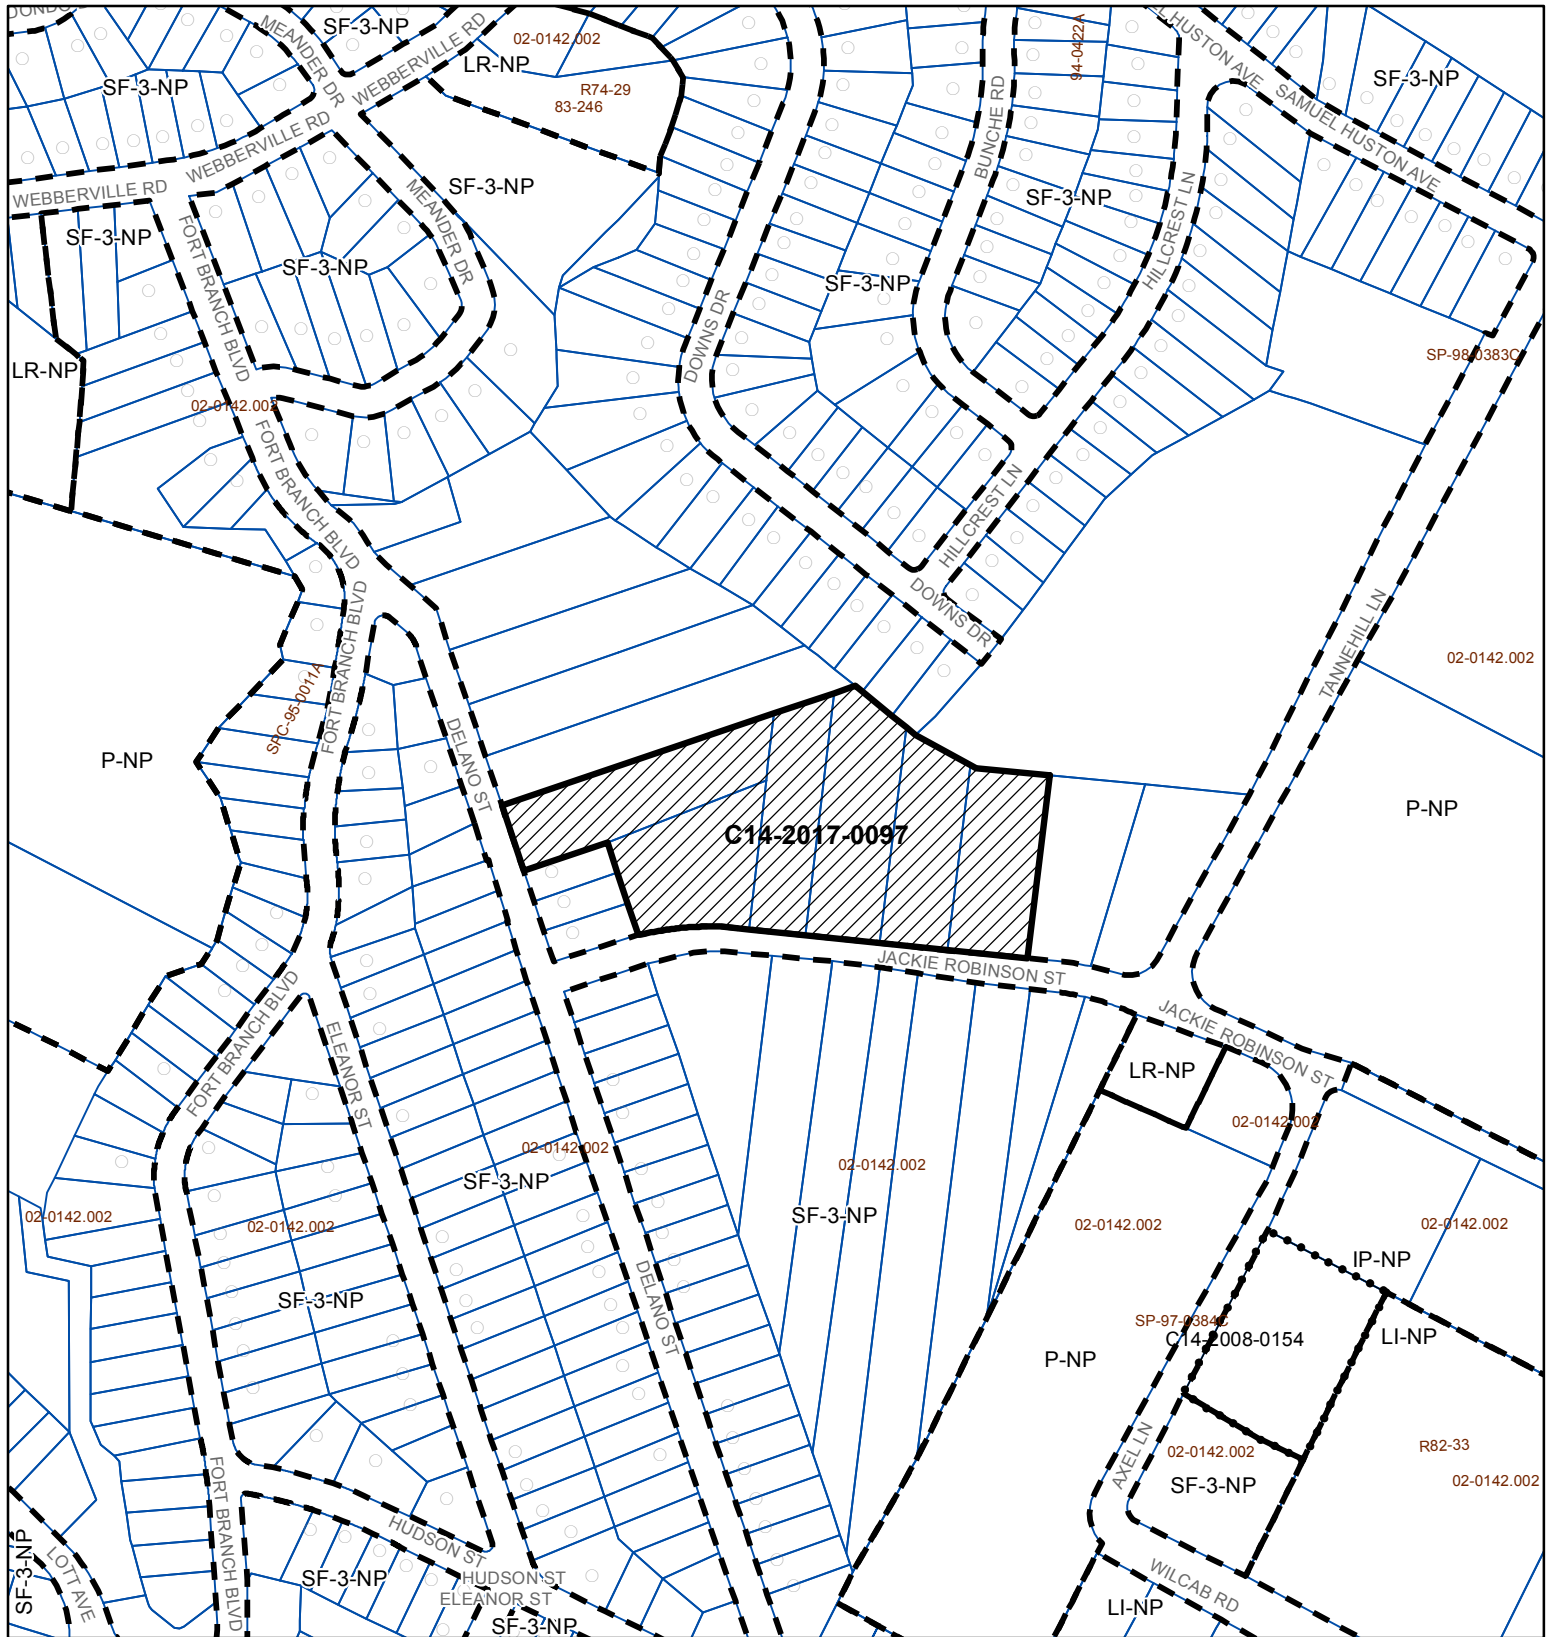 MEANDER DR
SF-3-NP
WEBBERVILLE RD
02-0142.002
LR-NP
R74-29
83-246
94-0422A
HUSTON AVE
SAMUEL HUSTON AVE
SF-3-NP
SF-3-NP
WEBBERVILLE RD
WEBBERVILLE RD
SF-3-NP
MEANDER DR
BUNCHE RD
SF-3-NP
HILLCREST LN
SF-3-NP
FORT BRANCH BLVD
SF-3-NP
SF-3-NP
DOWNS DR
SP-98-0383C
LR-NP
02-0142.002
FORT BRANCH BLVD
HILLCREST LN
DOWNS DR
TANNEHILL LN
02-0142.002
FORT BRANCH BLVD
SPC-95-0011A
P-NP
DELANO ST
C14-2017-0097
P-NP
JACKIE ROBINSON ST
JACKIE ROBINSON ST
FORT BRANCH BLVD
ELEANOR ST
LR-NP
02-0142.002
02-0142.002
SF-3-NP
02-0142.002
SF-3-NP
02-0142.002
02-0142.002
02-0142.002
02-0142.002
IP-NP
SF-3-NP
DELANO ST
SP-97-0384C
C14-2008-0154
LI-NP
P-NP
AXEL LN
02-0142.002
SF-3-NP
R82-33
02-0142.002
FORT BRANCH BLVD
HUDSON ST
SF-3-NP
LOTT AVE
SF-3-NP
HUDSON ST
ELEANOR ST
SF-3-NP
WILCAB RD
LI-NP